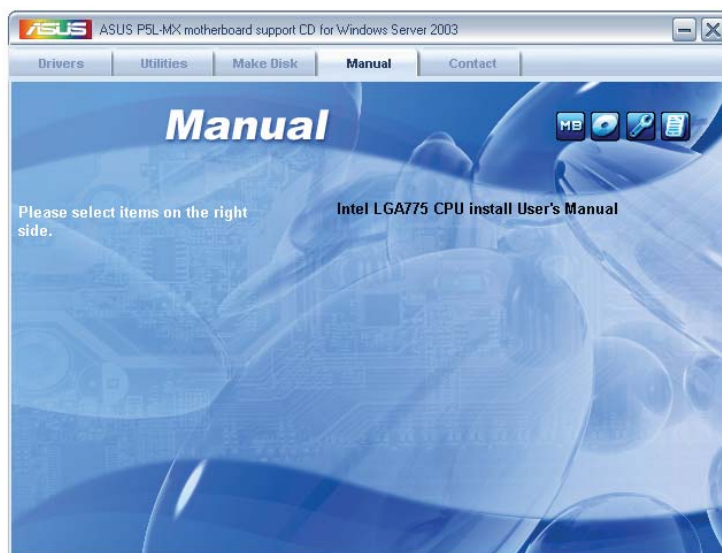 ASUS ASUS P5L-MX motherboard support CD for Windows Server 2003
Drivers Utilities Make Disk Manual Contact
Manual
MB
Please select items on the right
side.
Intel LGA775 CPU install User's Manual